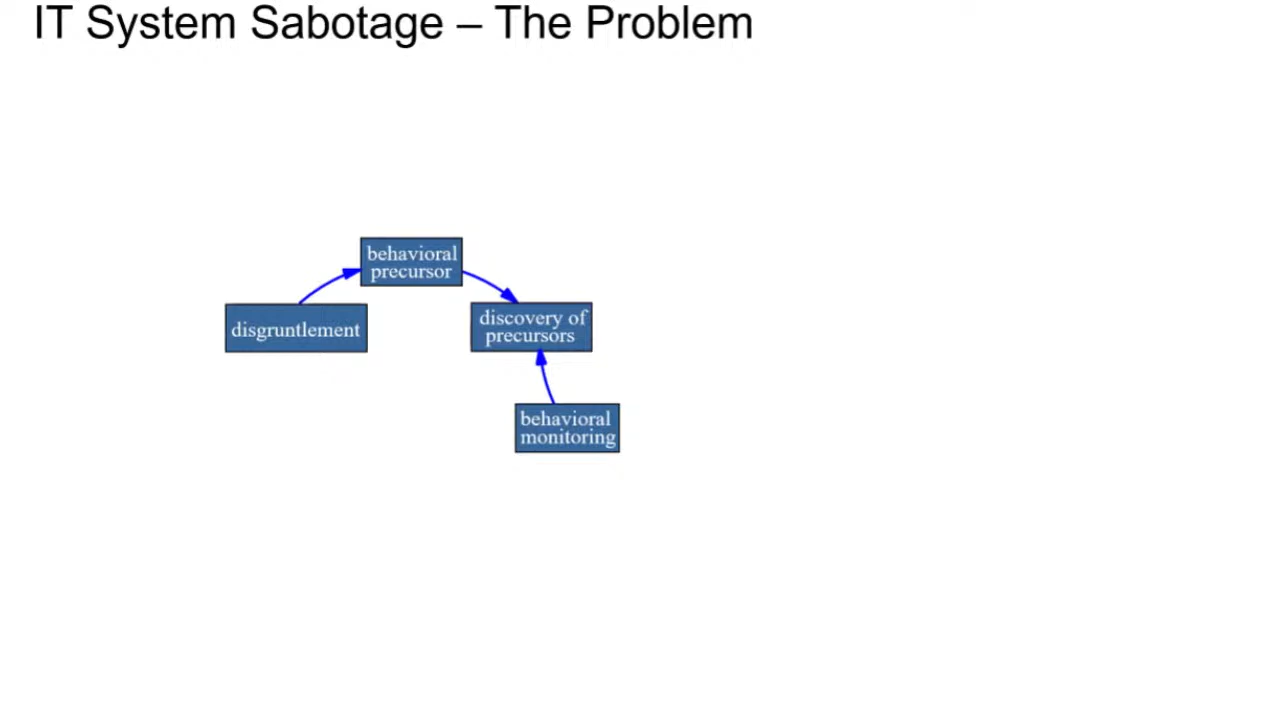 IT System Sabotage – The Problem
behavioral
precursor
disgruntlement
discovery of
precursors
behavioral
monitoring